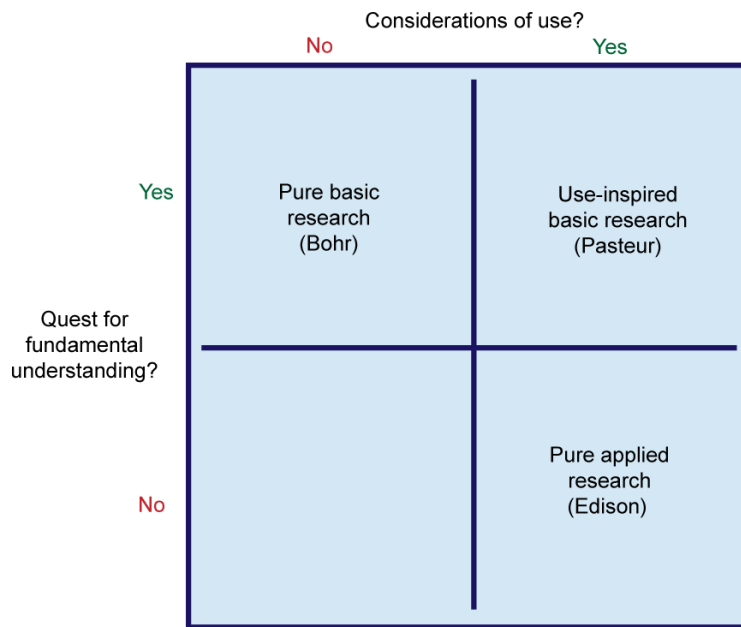 Considerations of use?
No
Yes
Yes
Pure basic
research
(Bohr)
Use-inspired
basic research
(Pasteur)
Quest for
fundamental
understanding?
No
Pure applied
research
(Edison)